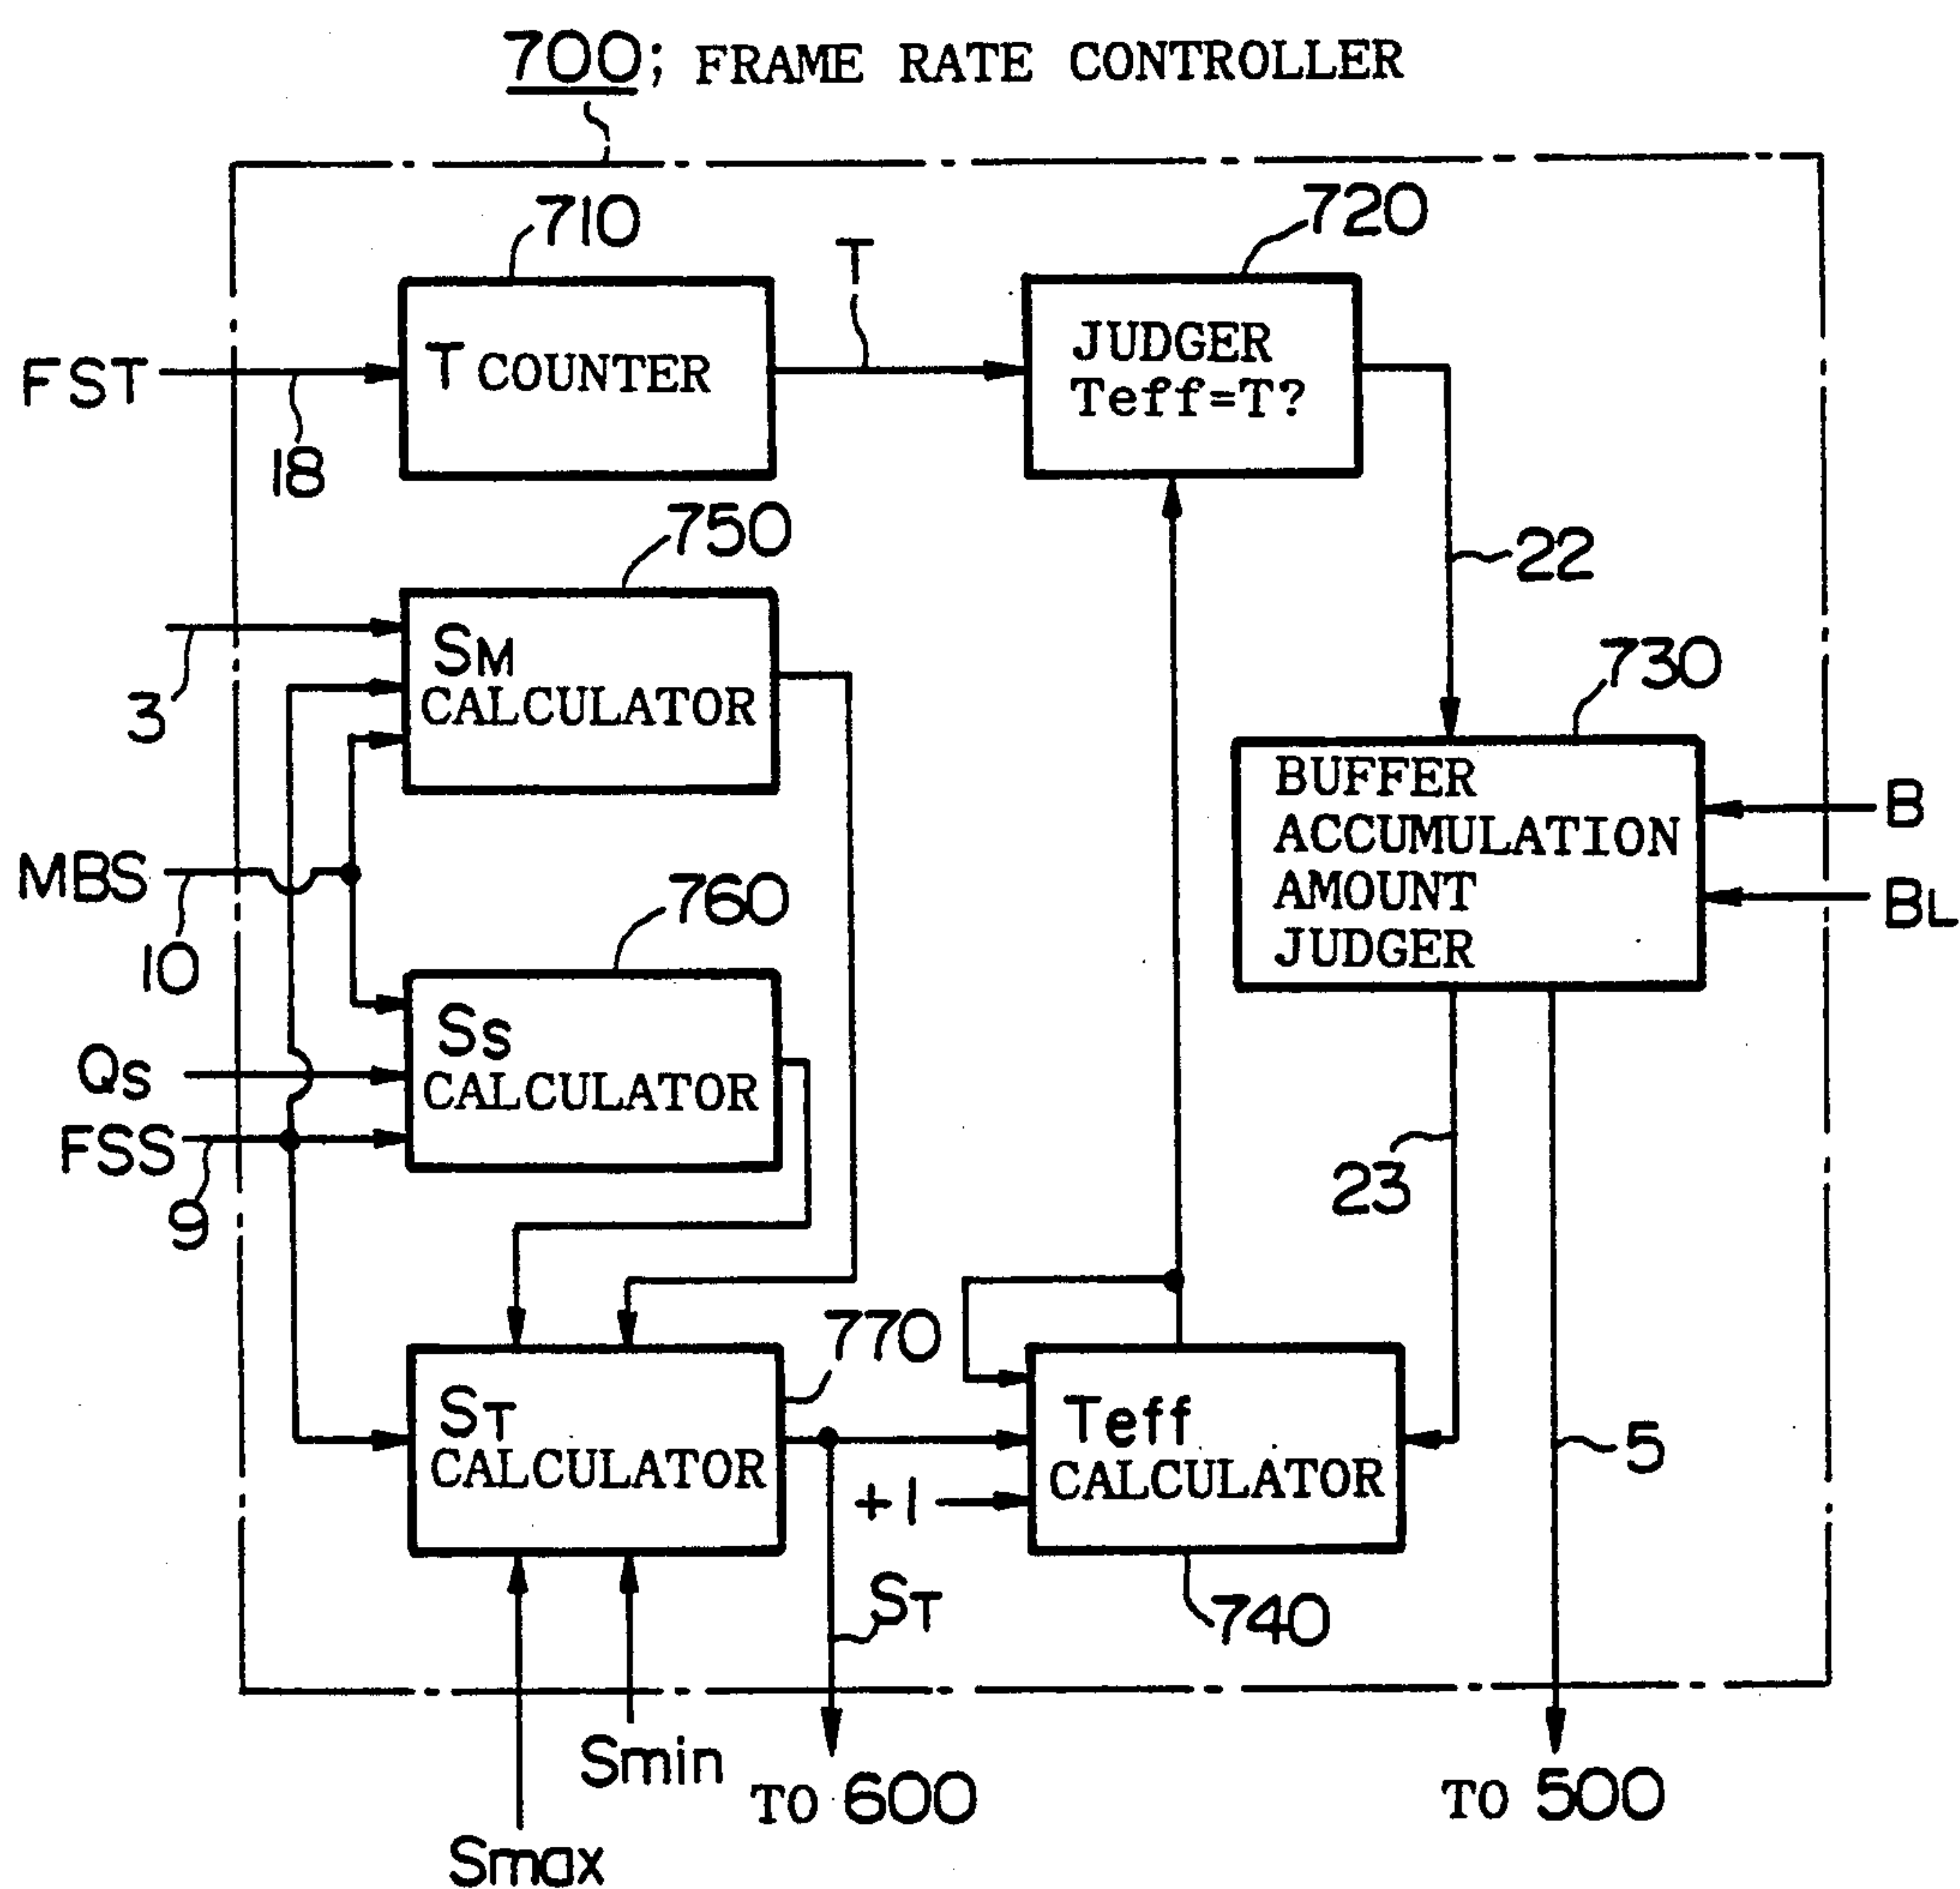 700; FRAME RATE CONTROLLER
710
T
720
FST
T COUNTER
JUDGER
Teff=T?
18
750
22
3
SM
CALCULATOR
730
MBS
10
760
BUFFER
ACCUMULATION
AMOUNT
JUDGER
B
BL
Qs
FSS
9
Ss
CALCULATOR
23
770
ST
CALCULATOR
Teff
CALCULATOR
5
+1
ST
740
Smin
TO 600
TO 500
Smax